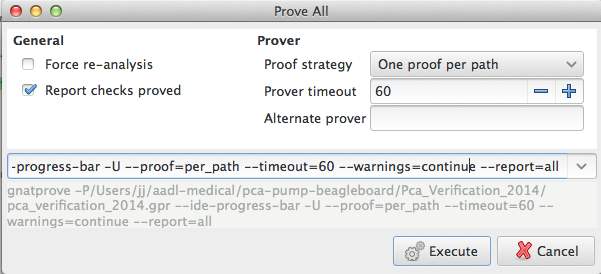 Prove All
General
Prover
Force re-analysis
Proof strategy
One proof per path
Report checks proved
Prover timeout
60
Alternate prover
-progress-bar -U --proof=per_path --timeout=60 --warnings=continue --report=all
gnatprove -P/Users/jj/aadl-medical/pca-pump-beagleboard/Pca_Verification_2014/
pca_verification_2014.gpr --ide-progress-bar -U --proof=per_path --timeout=60 --
warnings=continue --report=all
Execute
Cancel